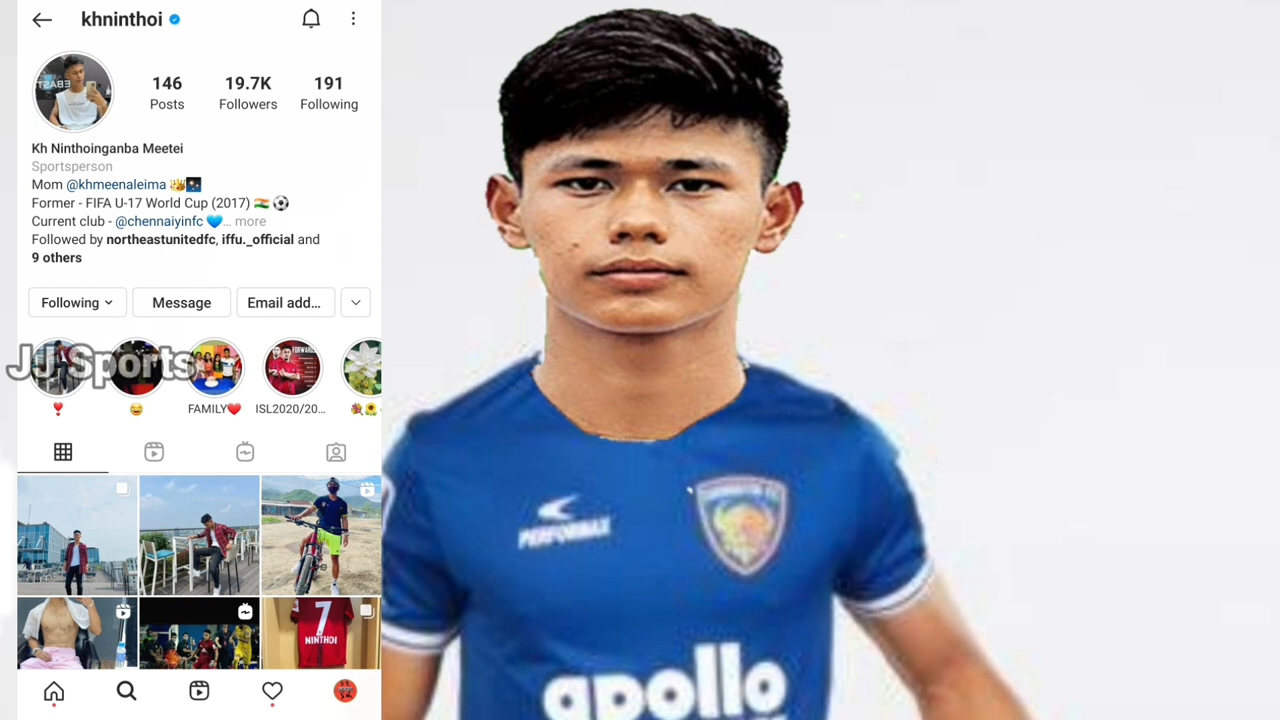 khninthoi
146
19.7K
191
Posts
Followers
Following
Kh Ninthoinganba Meetei
Sportsperson
Mom @khmeenaleima 👑🎆
Former - FIFA U-17 World Cup (2017) 🇮🇳 ⚽
Current club - @chennaiyinfc 💙... more
Followed by northeastunitedfc, iffu._official and
9 others
Following
Message
Email add...
JJ Sports
FORWARD
❣️
😂
FAMILY❤️
ISL2020/20...
💐🌻
7
NINTHOI
PERFORMAX
apollo